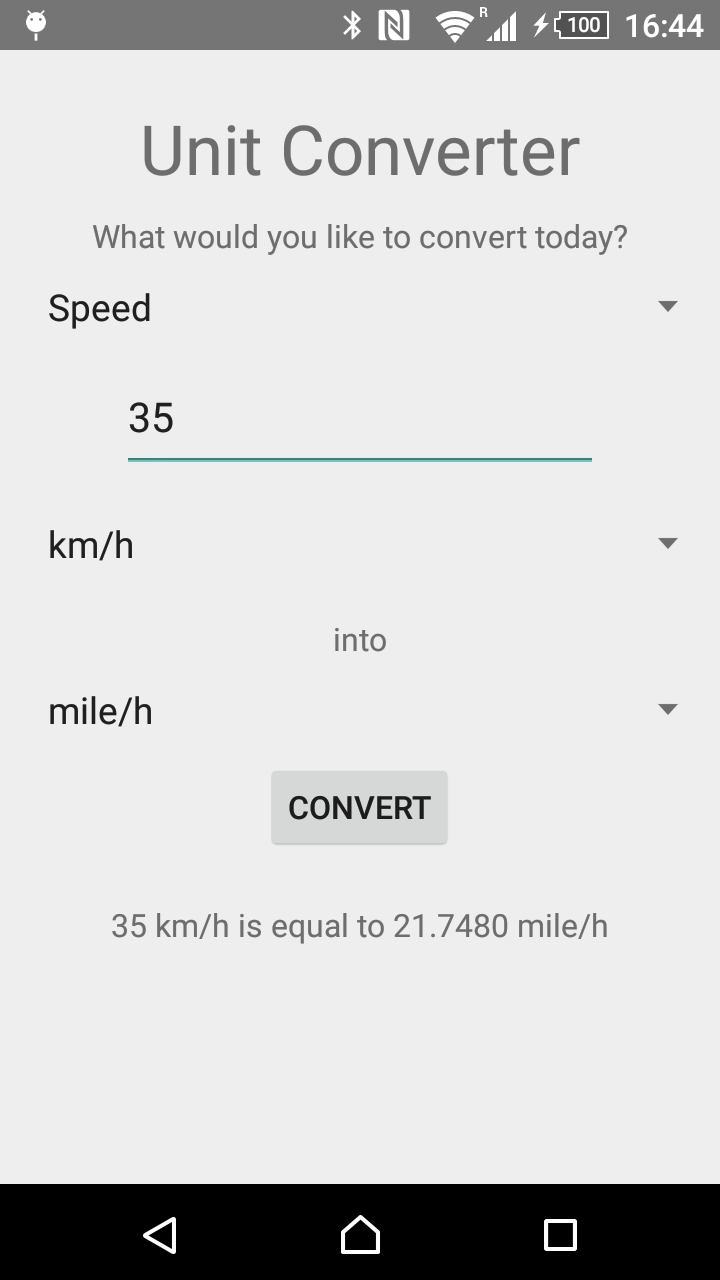 R 100 16:44
Unit Converter
What would you like to convert today?
Speed
35
km/h
into
mile/h
CONVERT
35 km/h is equal to 21.7480 mile/h